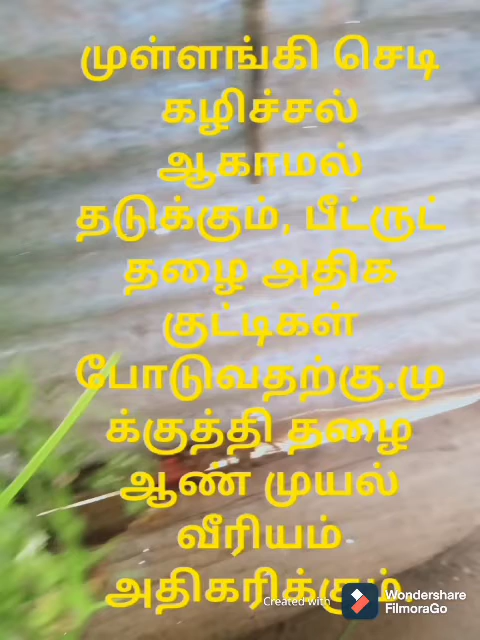 முள்ளங்கி செடி
கழிச்சல்
ஆகாமல்
தடுக்கும், பீட்ருட்
தழை அதிக
குட்டிகள்
போடுவதற்கு.மு
க்குத்தி தழை
ஆண் முயல்
வீரியம்
அதிகரிக்கும்
Created with
Wondershare
FilmoraGo